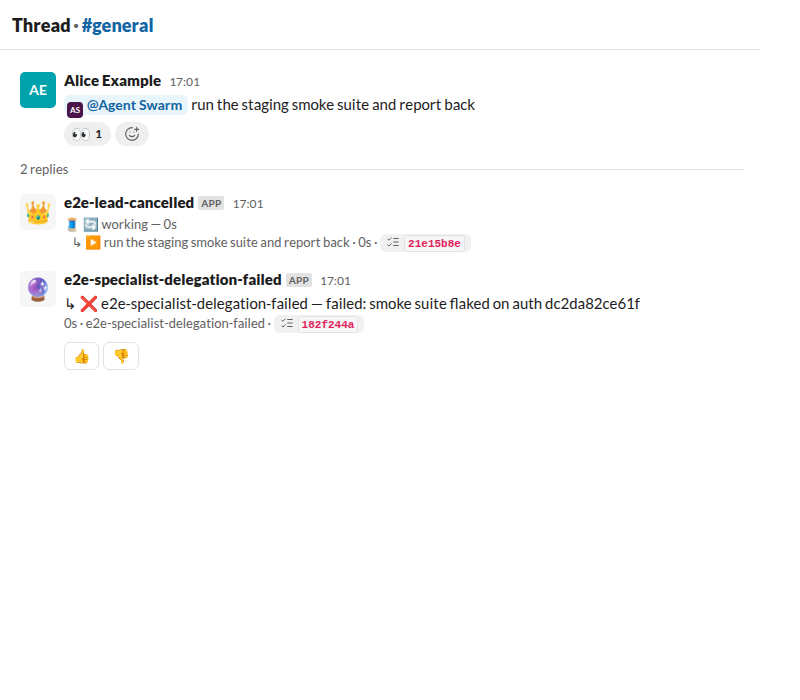 Thread · #general
AE
Alice Example 17:01
AS @Agent Swarm run the staging smoke suite and report back
👀 1
2 replies
e2e-lead-cancelled APP 17:01
🧵 🔄 working — 0s
↳ ▶️ run the staging smoke suite and report back · 0s · 21e15b8e
e2e-specialist-delegation-failed APP 17:01
↳ ❌ e2e-specialist-delegation-failed — failed: smoke suite flaked on auth dc2da82ce61f
0s · e2e-specialist-delegation-failed · 182f244a
👍 👎